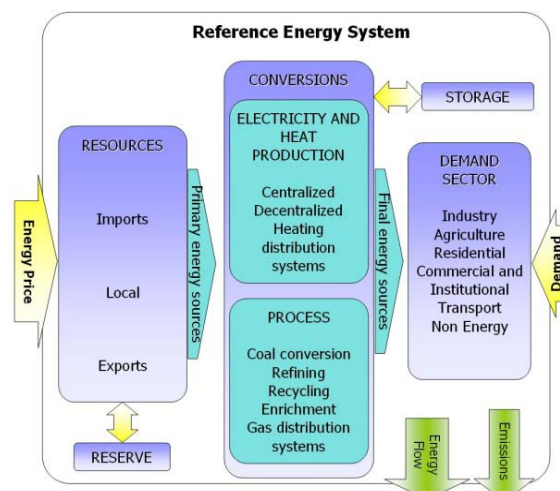 Reference Energy System
CONVERSIONS
STORAGE
ELECTRICITY AND
HEAT
PRODUCTION
Centralized
Decentralized
Heating
distribution
systems
RESOURCES
Imports
Local
Exports
DEMAND
SECTOR
Industry
Agriculture
Residential
Commercial and
Institutional
Transport
Non Energy
Energy Price
Primary energy sources
Final energy sources
Demand
PROCESS
Coal conversion
Refining
Recycling
Enrichment
Gas distribution
systems
RESERVE
Energy
Flow
Emissions